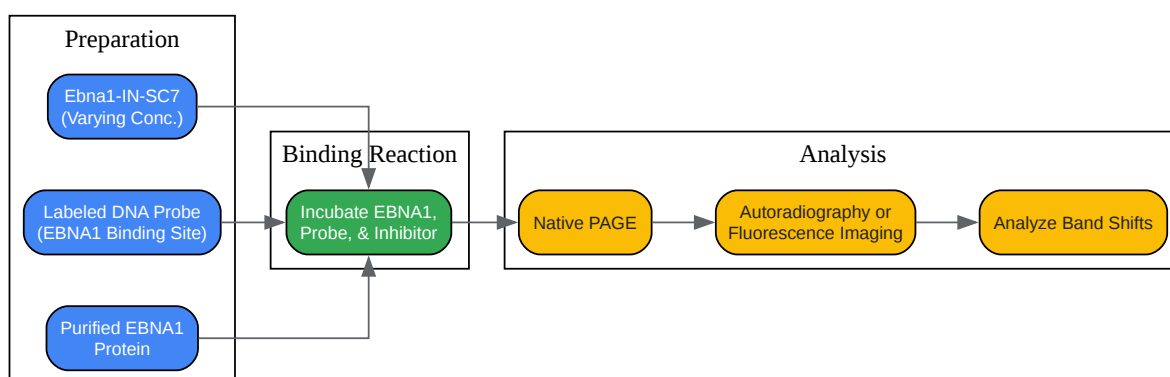 Preparation
Ebna1-IN-SC7
(Varying Conc.)
Labeled DNA Probe
(EBNA1 Binding Site)
Purified EBNA1
Protein
Binding Reaction
Incubate EBNA1,
Probe, & Inhibitor
Analysis
Native PAGE
Autoradiography or
Fluorescence Imaging
Analyze Band Shifts